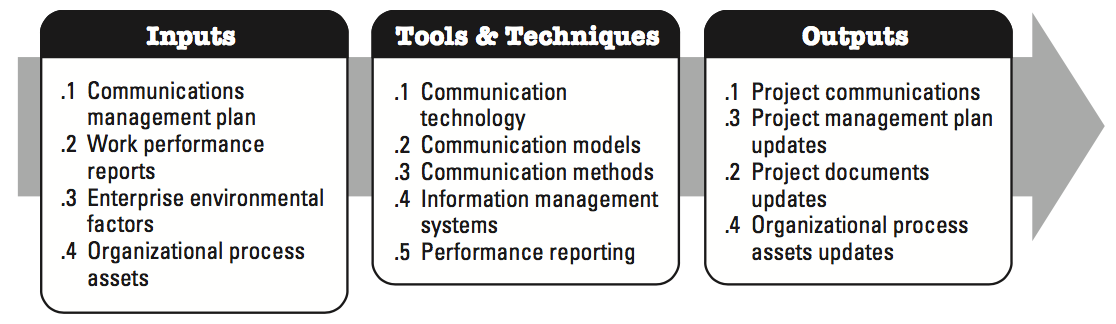 Inputs
.1 Communications
management plan
.2 Work performance
reports
.3 Enterprise environmental
factors
.4 Organizational process
assets
Tools & Techniques
.1 Communication
technology
.2 Communication models
.3 Communication methods
.4 Information management
systems
.5 Performance reporting
Outputs
.1 Project communications
.3 Project management plan
updates
.2 Project documents
updates
.4 Organizational process
assets updates